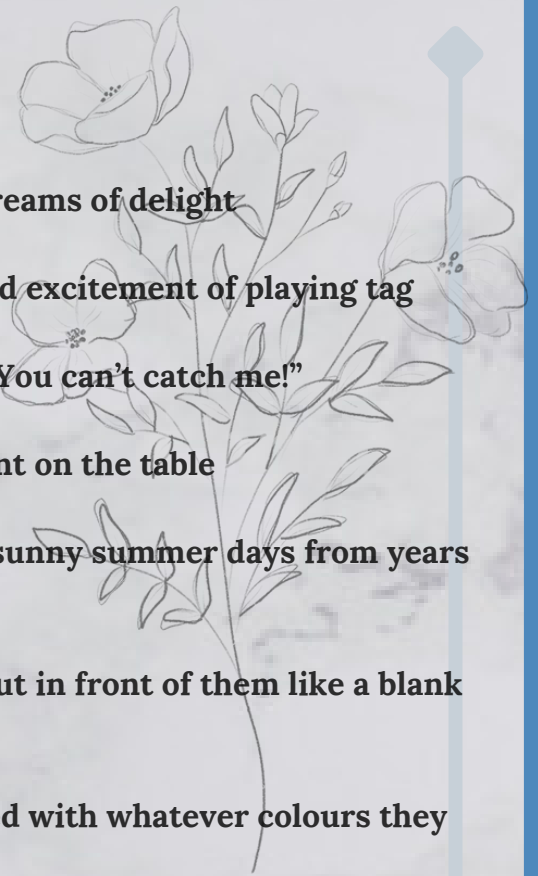 reams of delight
d excitement of playing tag
You can’t catch me!”
nt on the table
sunny summer days from years
ut in front of them like a blank
d with whatever colours they